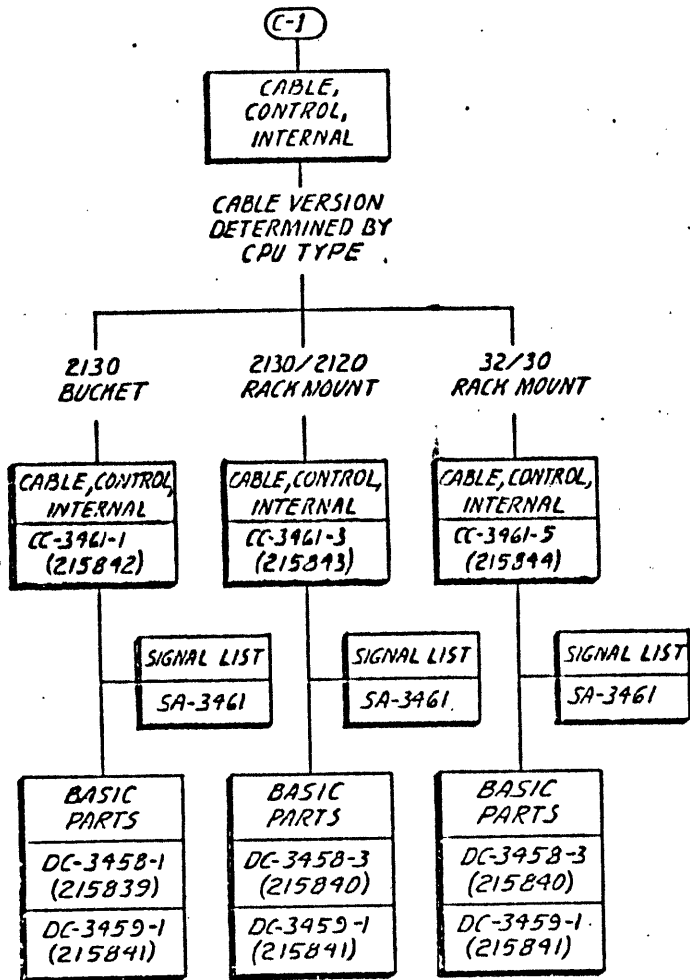 C-1
CABLE,
CONTROL,
INTERNAL
CABLE VERSION
DETERMINED BY
CPU TYPE
2130
BUCKET
2130/2120
RACK MOUNT
32/30
RACK MOUNT
CABLE, CONTROL,
INTERNAL
CC-3461-1
(215842)
CABLE, CONTROL,
INTERNAL
CC-3461-3
(215843)
CABLE, CONTROL,
INTERNAL
CC-3461-5
(215844)
SIGNAL LIST
SA-3461
SIGNAL LIST
SA-3461
SIGNAL LIST
SA-3461
BASIC
PARTS
DC-3458-1
(215839)
DC-3459-1
(215841)
BASIC
PARTS
DC-3458-3
(215840)
DC-3459-1
(215841)
BASIC
PARTS
DC-3458-3
(215840)
DC-3459-1
(215841)